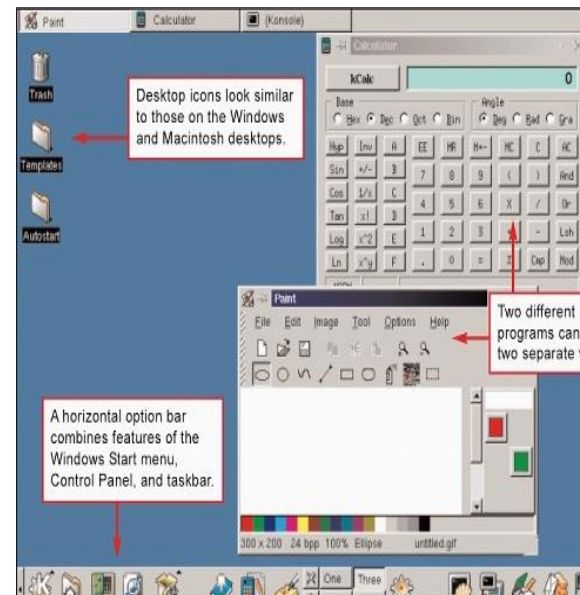 Paint
Calculator
(Konsole)
Calculator
Trash
Desktop icons look similar
to those on the Windows
and Macintosh desktops.
kCalc
0
Base
Hex Dec Oct Bin
Angle
Deg Rad Gra
Templates
Hyp Inv A EE MR M+- MC C AC
Sin +/- B 7 8 9 ( ) And
Cos 1/x C 4 5 6 X / Or
Tan x! D 1 2 3 + - Lsh
Log x^2 E
Ln x^y F . 0 = Cmp Mod
Autostart
Paint
File Edit Image Tool Options Help
Two different
programs can
two separate
A horizontal option bar
combines features of the
Windows Start menu,
Control Panel, and taskbar.
300 x 200 24 bpp 100% Ellipse untitled.gif
One Three